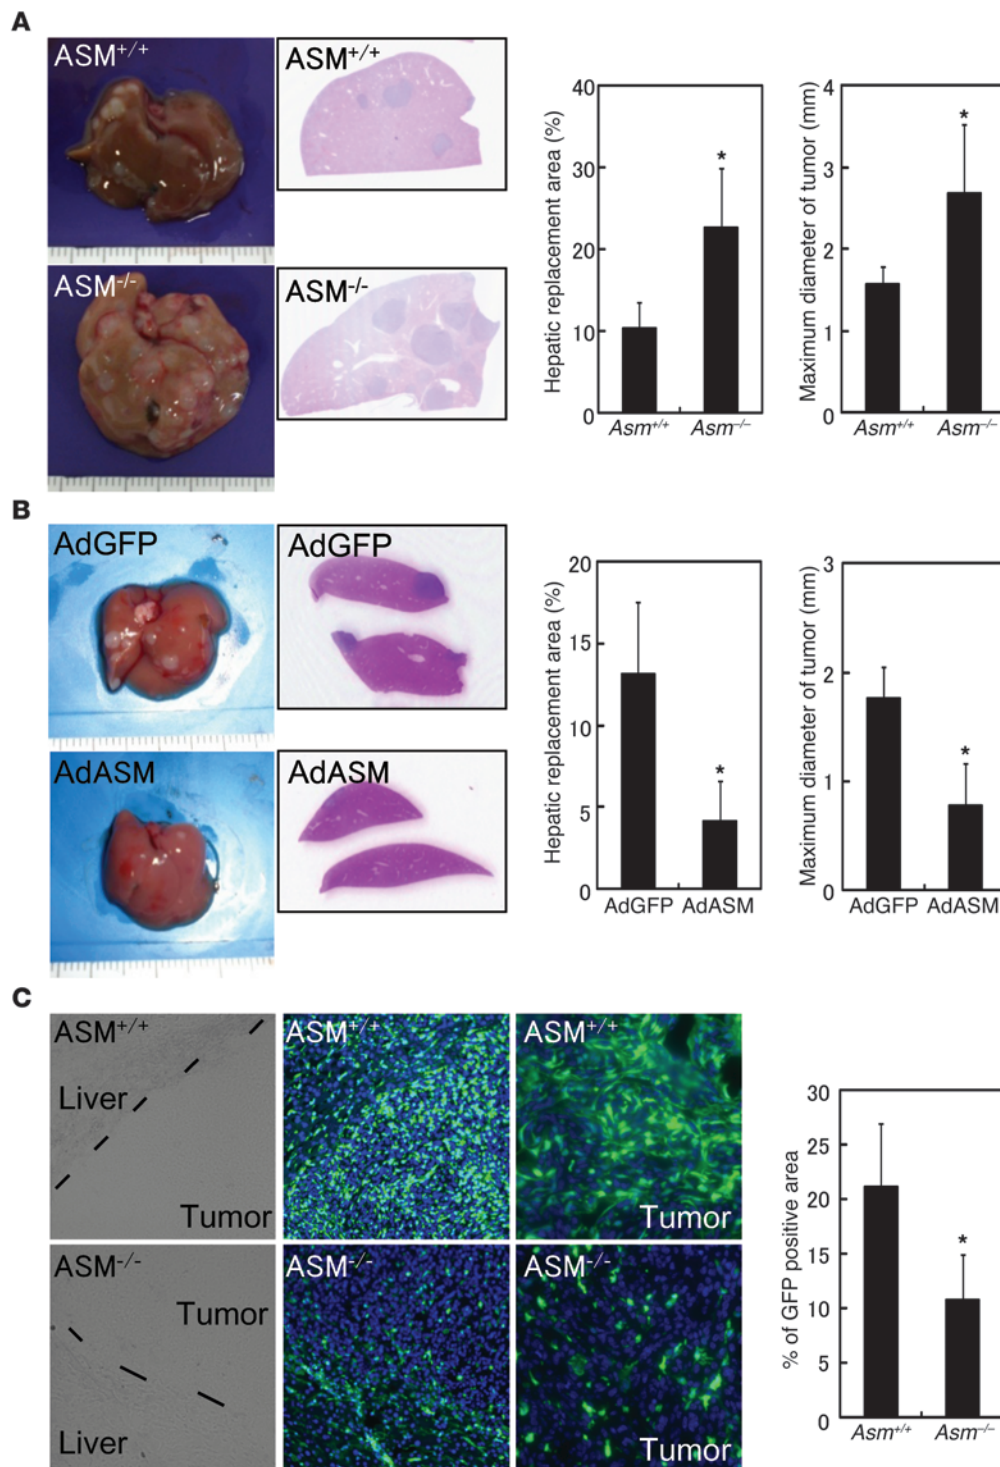 A
ASM+/+
ASM+/+
ASM-/-
ASM-/-
Hepatic replacement area (%)
40
30
20
10
0
*
Asm+/+ Asm−/−
Maximum diameter of tumor (mm)
4
3
2
1
0
*
Asm+/+ Asm−/−
B
AdGFP
AdGFP
AdASM
AdASM
Hepatic replacement area (%)
20
15
10
5
0
*
AdGFP AdASM
Maximum diameter of tumor (mm)
3
2
1
0
*
AdGFP AdASM
C
ASM+/+
Liver
Tumor
ASM+/+
ASM+/+
Tumor
ASM-/-
Tumor
Liver
ASM-/-
ASM-/-
Tumor
% of GFP positive area
30
25
20
15
10
5
0
*
Asm+/+ Asm−/−